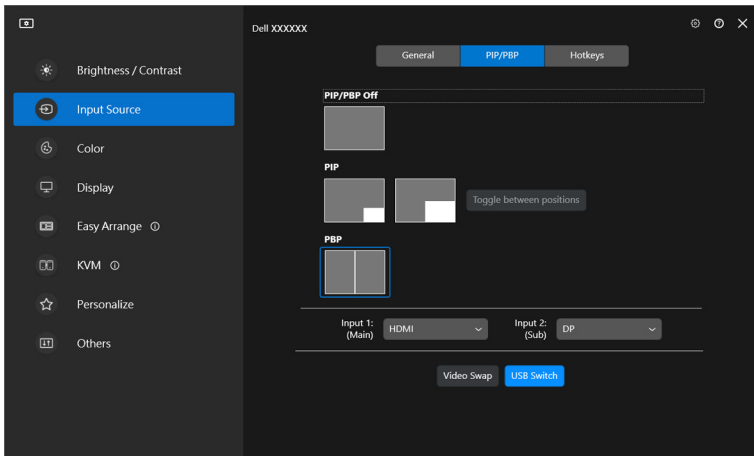 Dell XXXXXX
General
PIP/PBP
Hotkeys
Brightness / Contrast
Input Source
Color
Display
Easy Arrange
KVM
Personalize
Others
PIP/PBP Off
PIP
Toggle between positions
PBP
Input 1:
(Main)
HDMI
Input 2:
(Sub)
DP
Video Swap
USB Switch